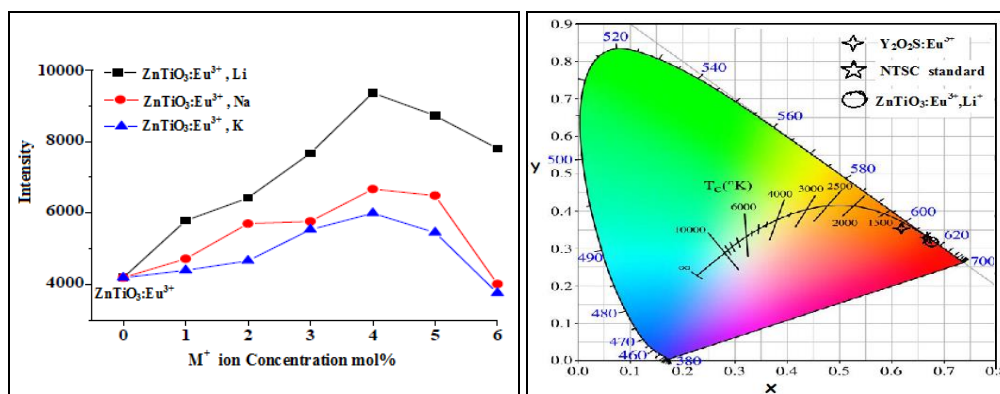 10000
8000
6000
4000
Intensity
ZnTiO₃:Eu³⁺, Li
ZnTiO₃:Eu³⁺, Na
ZnTiO₃:Eu³⁺, K
ZnTiO₃:Eu³⁺
0 1 2 3 4 5 6
M⁺ ion Concentration mol%
0.9
0.8
0.7
0.6
0.5
0.4
0.3
0.2
0.1
0.0
Y
520
540
560
580
600
620
700
500
490
480
470
460
380
Y₂O₂S:Eu³⁺
NTSC standard
ZnTiO₃:Eu³⁺,Li⁺
T_C(°K)
∞
10000
6000
4000
3000
2500
2000
1500
0.0 0.1 0.2 0.3 0.4 0.5 0.6 0.7 0.8
X